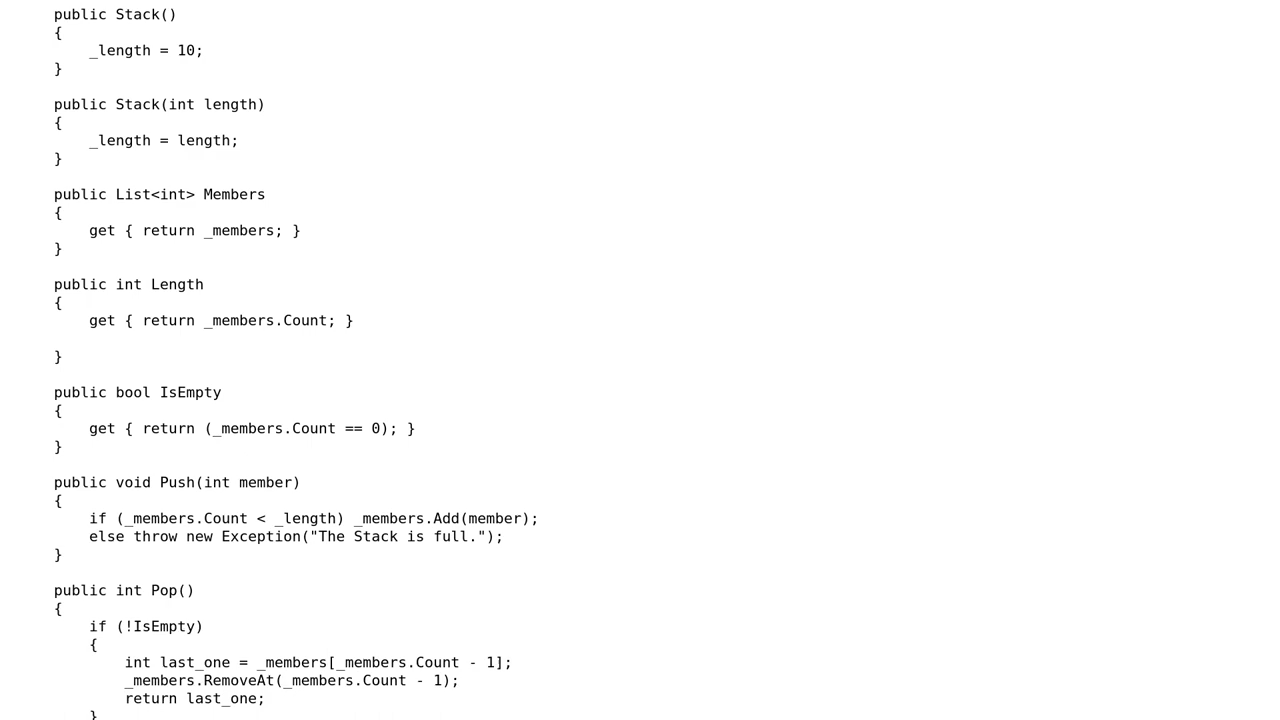 public Stack()
{
    _length = 10;
}

public Stack(int length)
{
    _length = length;
}

public List<int> Members
{
    get { return _members; }
}

public int Length
{
    get { return _members.Count; }

}

public bool IsEmpty
{
    get { return (_members.Count == 0); }
}

public void Push(int member)
{
    if (_members.Count < _length) _members.Add(member);
    else throw new Exception("The Stack is full.");
}

public int Pop()
{
    if (!IsEmpty)
    {
        int last_one = _members[_members.Count - 1];
        _members.RemoveAt(_members.Count - 1);
        return last_one;
    }